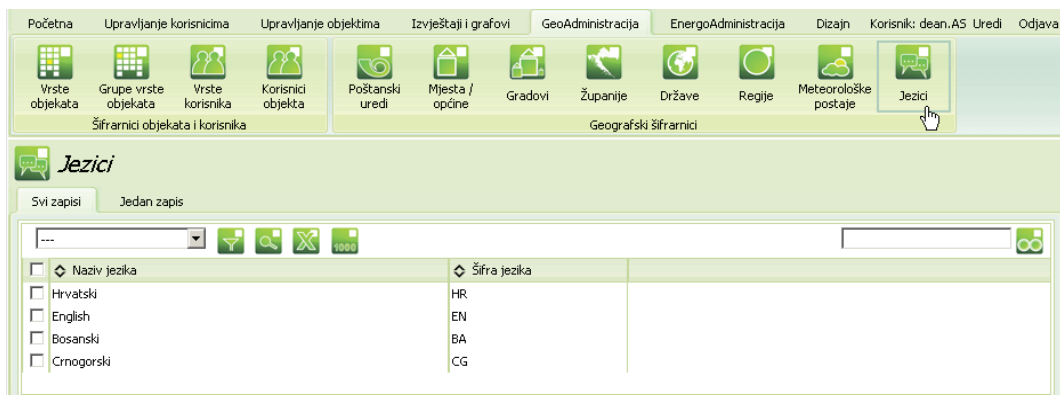 Početna Upravljanje korisnicima Upravljanje objektima Izvještaji i grafovi GeoAdministracija EnergoAdministracija Dizajn Korisnik: dean.AS Uredi Odjava
Vrste objekata Grupe vrste objekata Vrste korisnika Korisnici objekta Poštanski uredi Mjesta / općine Gradovi Županije Države Regije Meteorološke postaje Jezici
Šifrarnici objekata i korisnika Geografski šifrarnici
Jezici
Svi zapisi Jedan zapis
--- 1000
Naziv jezika Šifra jezika
Hrvatski HR
English EN
Bosanski BA
Crnogorski CG